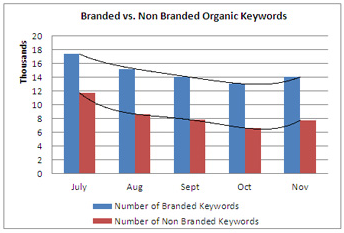 Branded vs. Non Branded Organic Keywords
Thousands
20
18
16
14
12
10
8
6
4
2
0
July Aug Sept Oct Nov
Number of Branded Keywords
Number of Non Branded Keywords